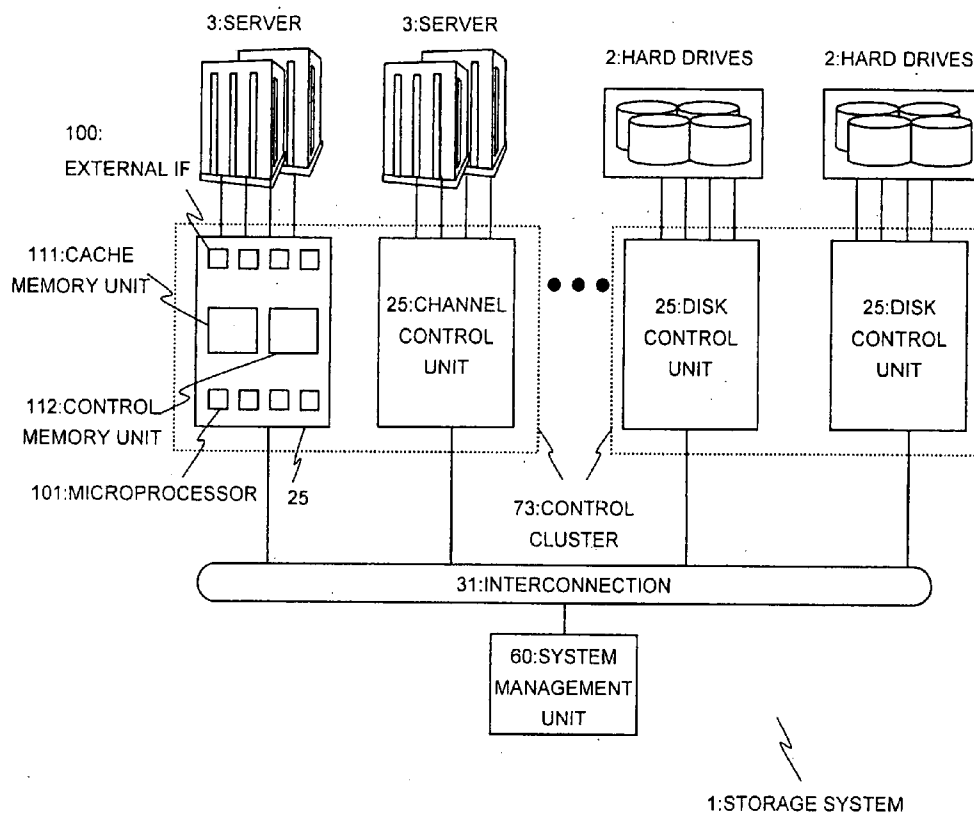 3:SERVER
3:SERVER
2:HARD DRIVES
2:HARD DRIVES
100:
EXTERNAL IF
111:CACHE
MEMORY UNIT
25:CHANNEL
CONTROL
UNIT
25:DISK
CONTROL
UNIT
25:DISK
CONTROL
UNIT
112:CONTROL
MEMORY UNIT
101:MICROPROCESSOR
25
73:CONTROL
CLUSTER
31:INTERCONNECTION
60:SYSTEM
MANAGEMENT
UNIT
1:STORAGE SYSTEM